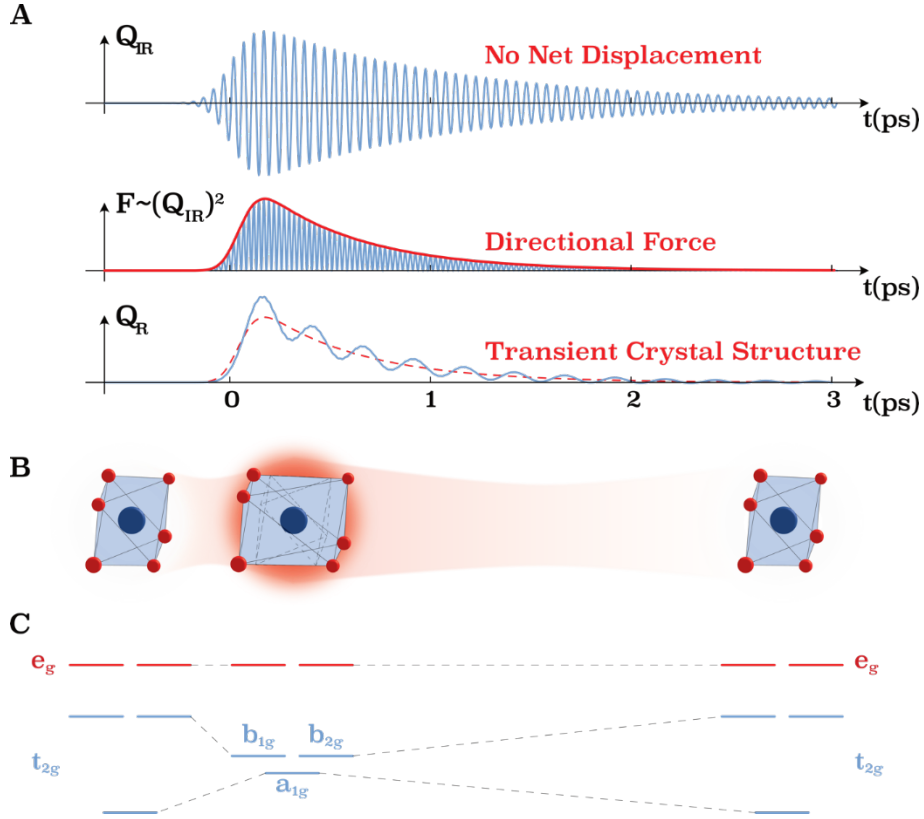 A
Q_IR
No Net Displacement
t(ps)
F~(Q_IR)²
Directional Force
t(ps)
Q_R
Transient Crystal Structure
0 1 2 3 t(ps)
B
C
e_g e_g
b_1g b_2g
t_2g t_2g
a_1g